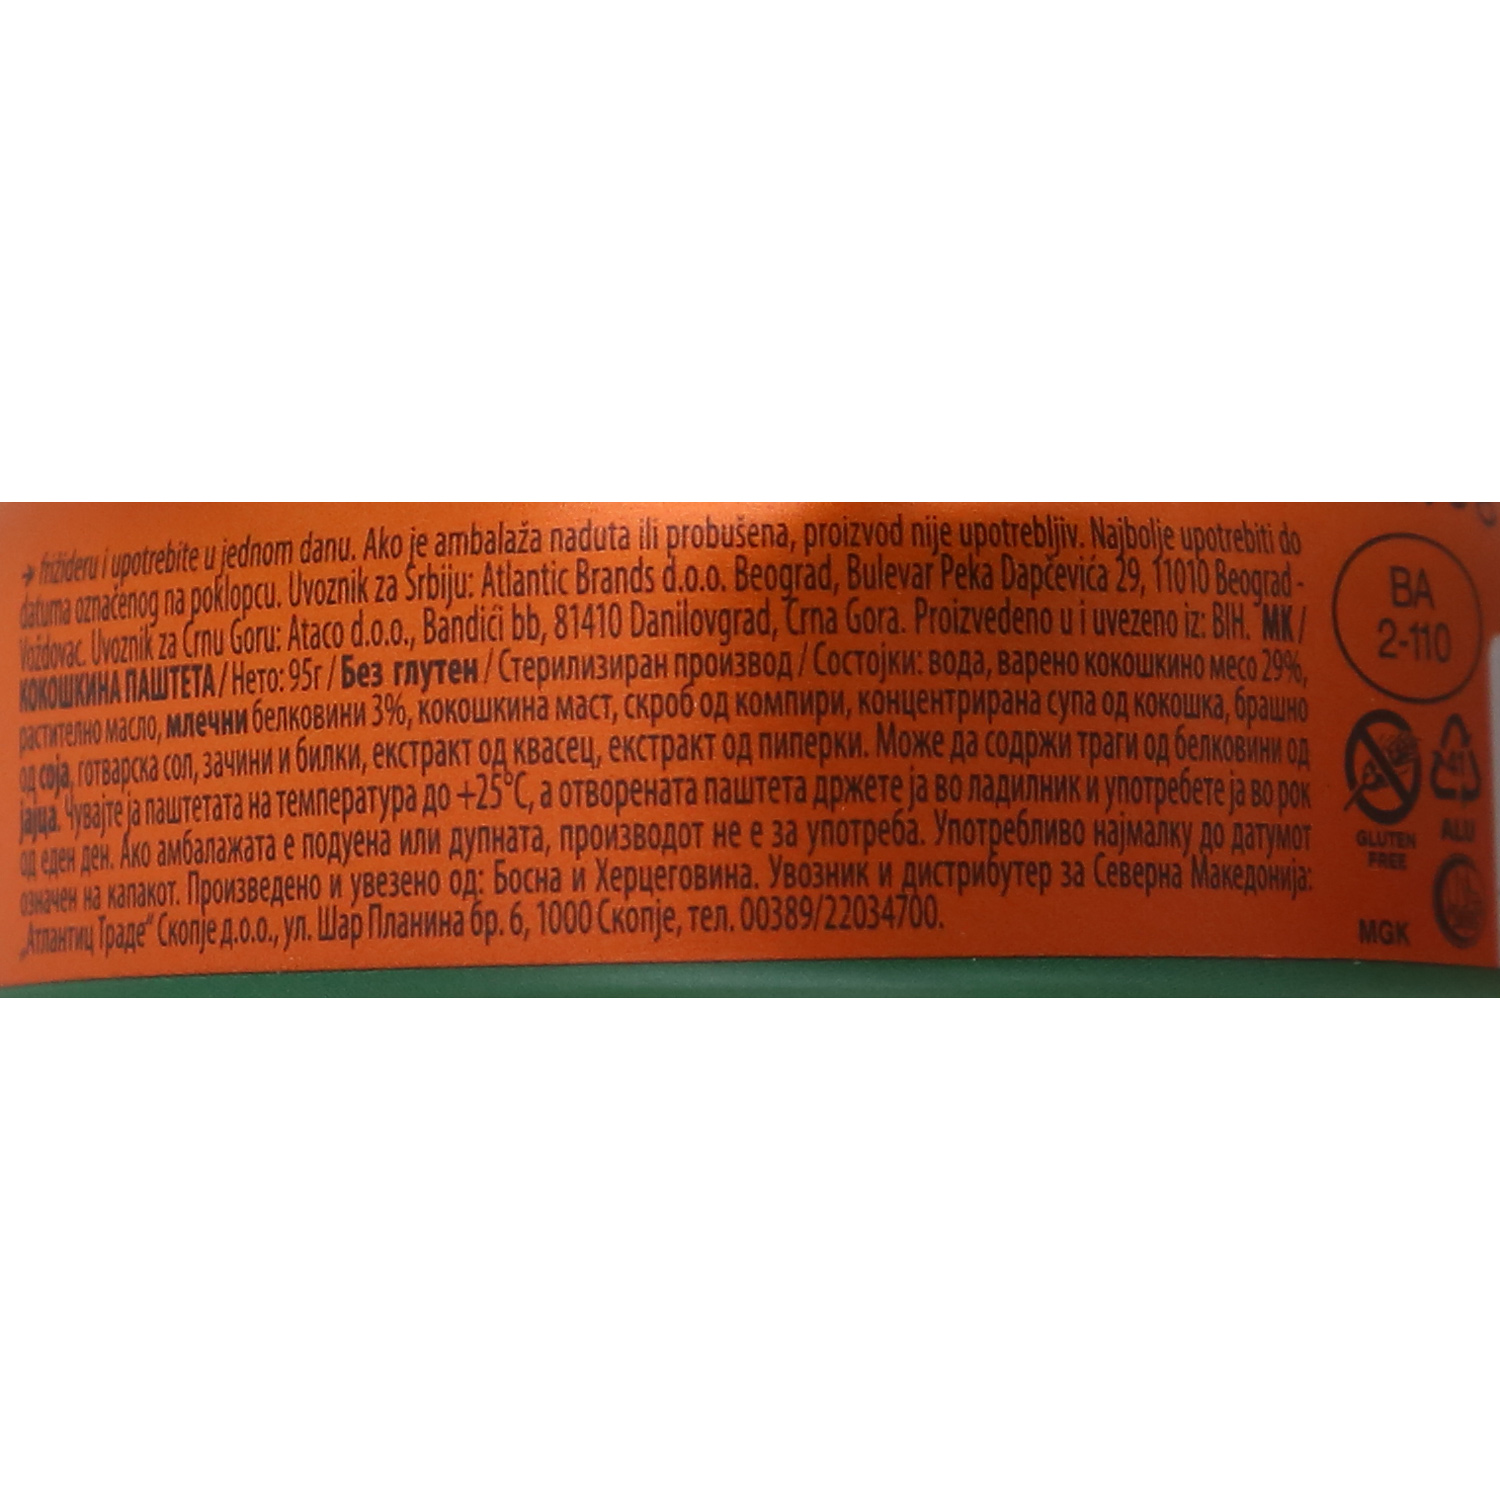 → frižideru i upotrebite u jednom danu. Ako je ambalaža naduta ili probušena, proizvod nije upotrebljiv. Najbolje upotrebiti do
datuma označenog na poklopcu. Uvoznik za Srbiju: Atlantic Brands d.o.o. Beograd, Bulevar Peka Dapčevića 29, 11010 Beograd -
Voždovac. Uvoznik za Crnu Goru: Ataco d.o.o., Bandići bb, 81410 Danilovgrad, Crna Gora. Proizvedeno u i uvezeno iz: BIH. MK /
КОКОШКИНА ПАШТЕТА / Нето: 95г / Без глутен / Стерилизиран производ / Состојки: вода, варено кокошкино месо 29%,
растително масло, млечни белковини 3%, кокошкина маст, скроб од компири, концентрирана супа од кокошка, брашно
од соја, готварска сол, зачини и билки, екстракт од квасец, екстракт од пиперки. Може да содржи траги од белковини од
јајца. Чувајте ја паштетата на температура до +25°C, а отворената паштета држете ја во ладилник и употребете ја во рок
од еден ден. Ако амбалажата е подуена или дупната, производот не е за употреба. Употребливо најмалку до датумот
означен на капакот. Произведено и увезено од: Босна и Херцеговина. Увозник и дистрибутер за Северна Македонија:
„Атлантиц Траде“ Скопје д.о.о., ул. Шар Планина бр. 6, 1000 Скопје, тел. 00389/22034700.
BA
2-110
41
GLUTEN
FREE
ALU
MGK